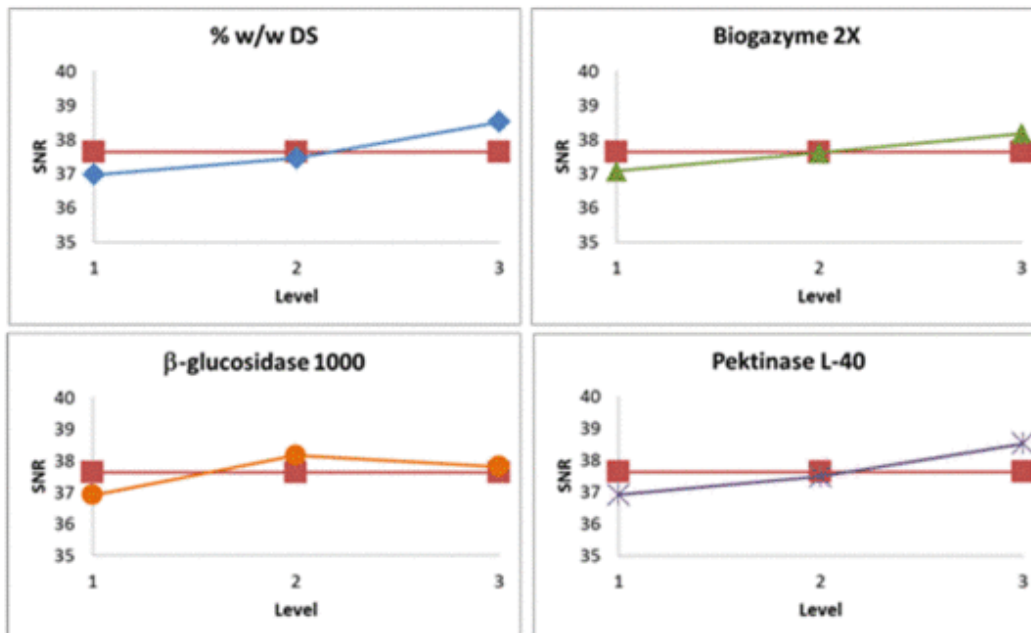 % w/w DS
40
39
38
37
36
35
SNR
1 2 3
Level
Biogazyme 2X
40
39
38
37
36
35
SNR
1 2 3
Level
β-glucosidase 1000
40
39
38
37
36
35
SNR
1 2 3
Level
Pektinase L-40
40
39
38
37
36
35
SNR
1 2 3
Level